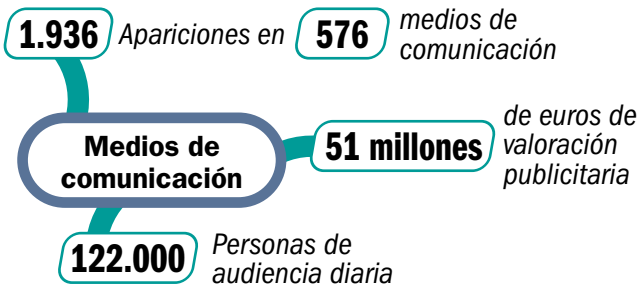 1.936 Apariciones en 576 medios de
comunicación
Medios de
comunicación
51 millones de euros de
valoración
publicitaria
122.000 Personas de
audiencia diaria